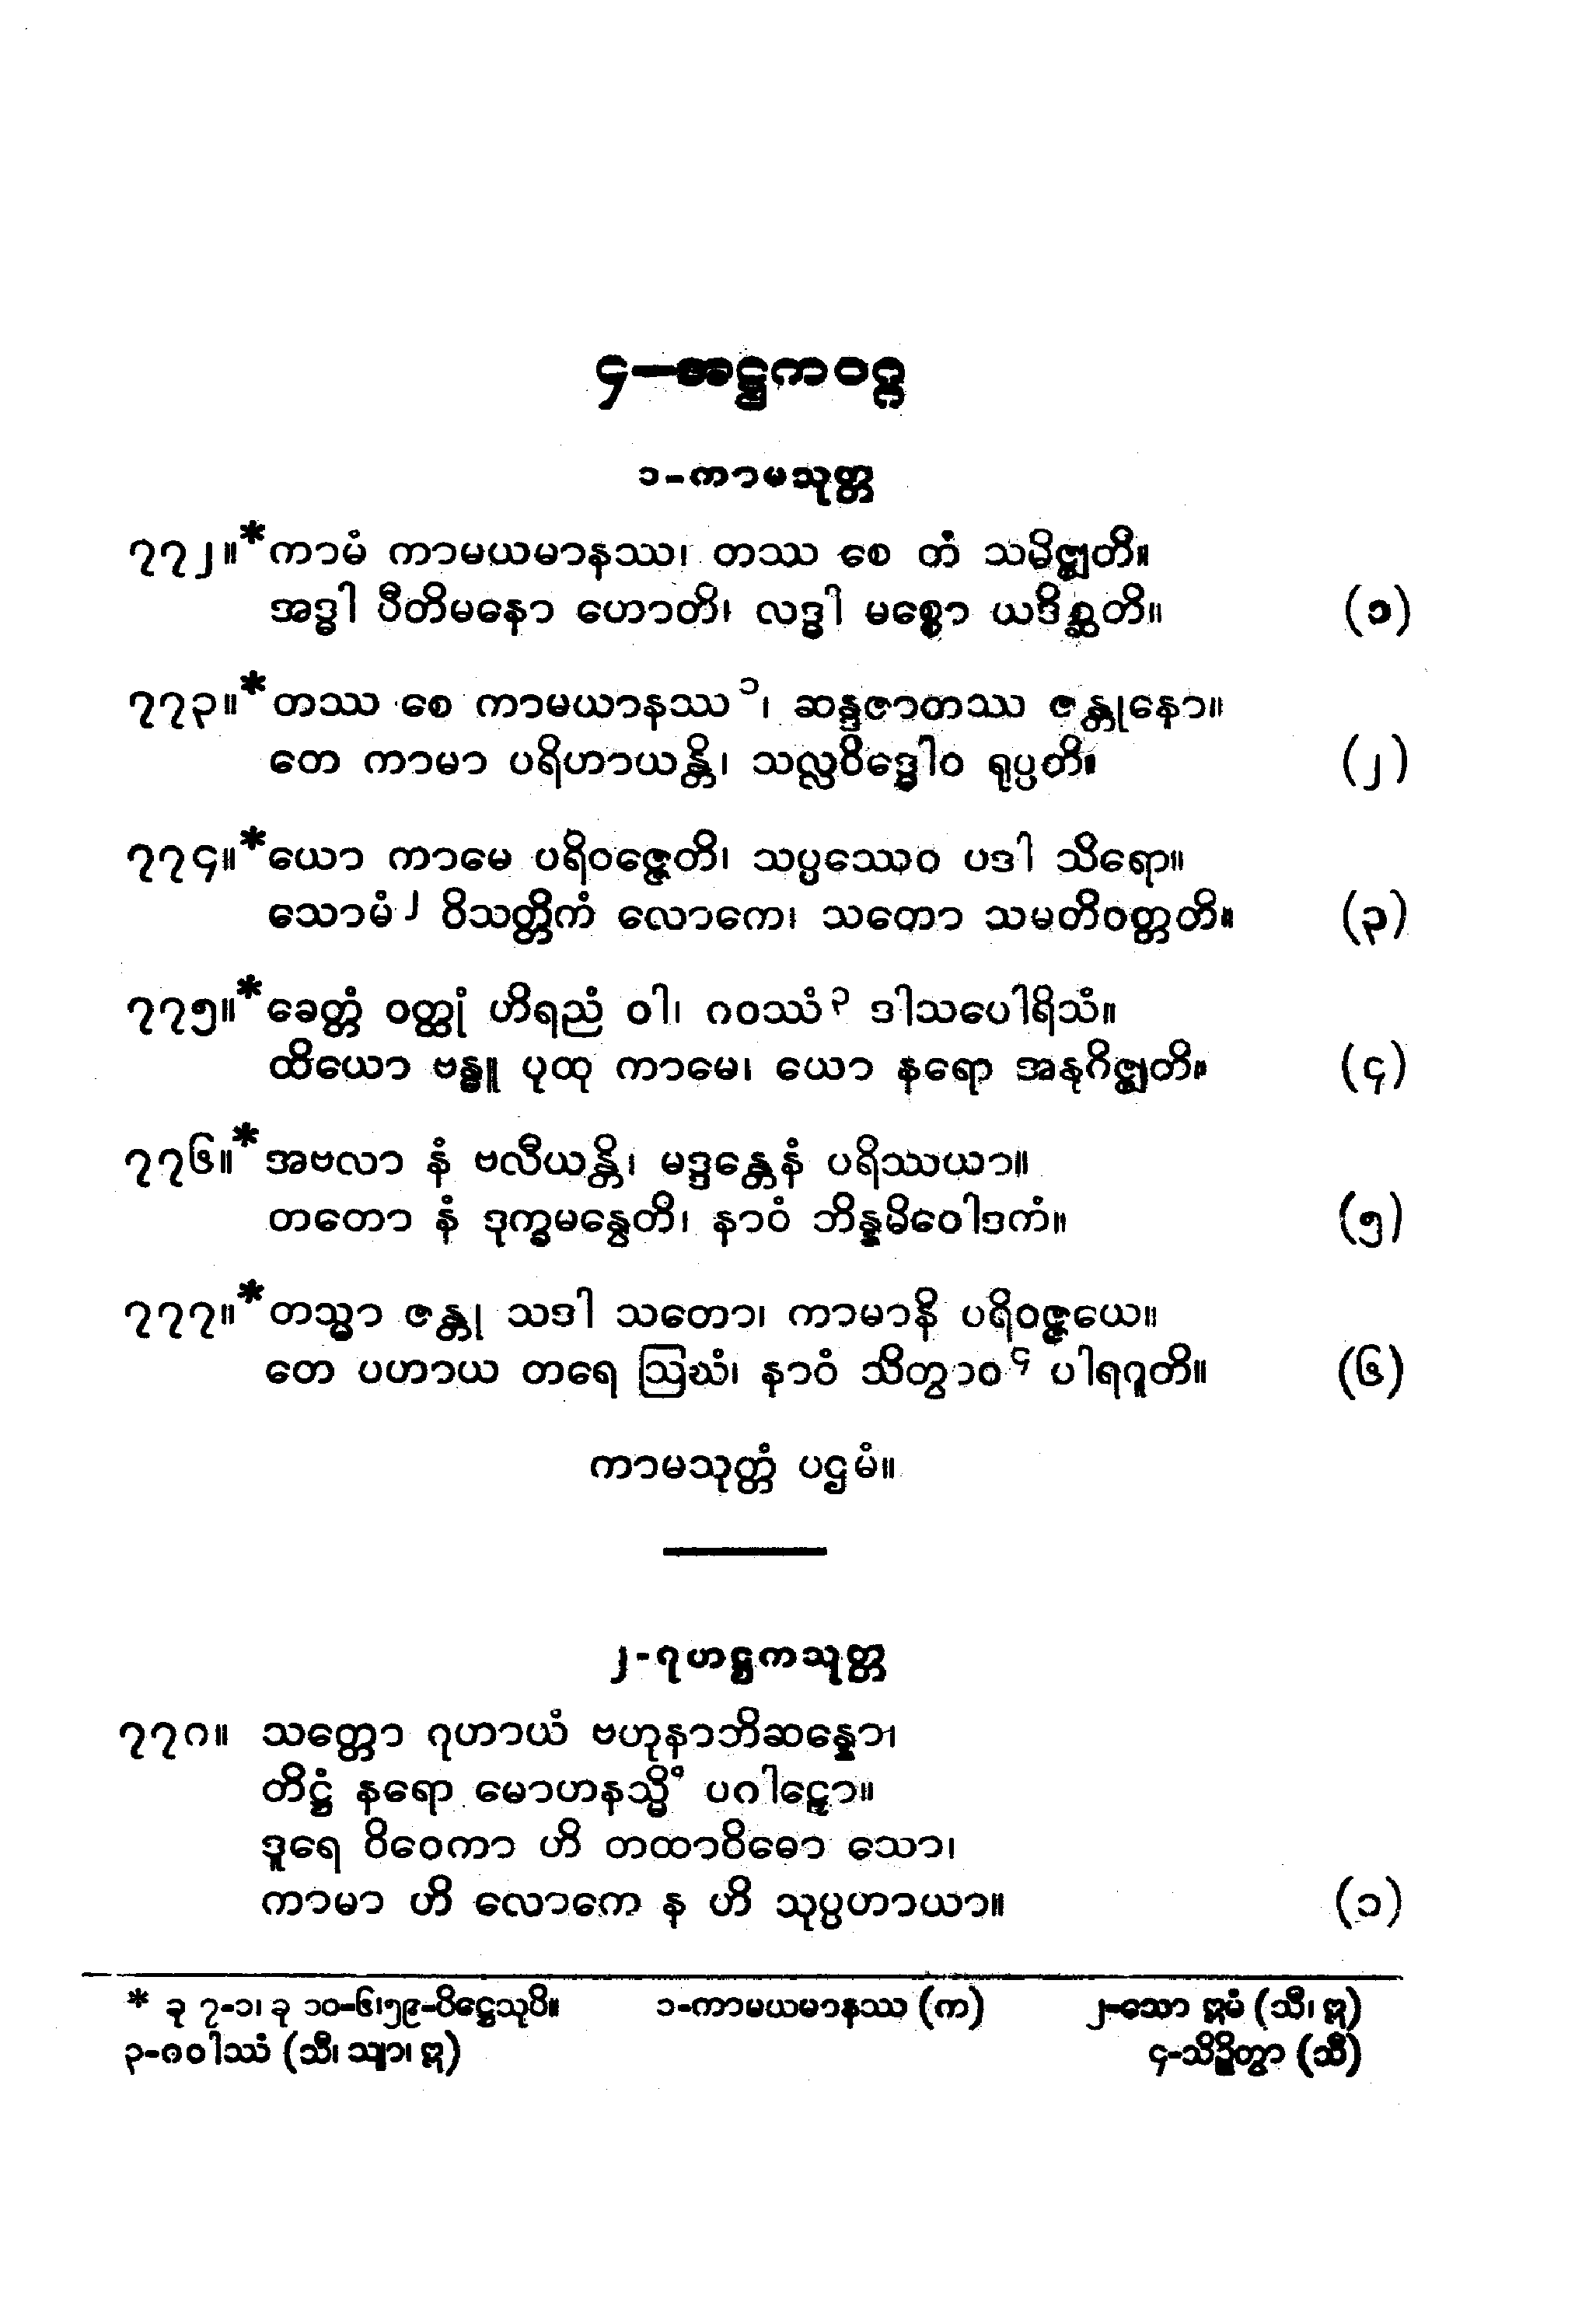 ၄—အဋ္ဌကဝဂ္ဂ
၁-ကာမသုတ္တ
၇၇၂။*ကာမံ ကာမယမာနဿ၊ တဿ စေ တံ သမိဇ္ဈတိ။
အဒ္ဓါ ပီတိမနော ဟောတိ၊ လဒ္ဓါ မစ္စော ယဒိစ္ဆတိ။ (၁)
၇၇၃။*တဿ စေ ကာမယာနဿ၁၊ ဆန္ဒဇာတဿ ဇန္တုနော။
တေ ကာမာ ပရိဟာယန္တိ၊ သလ္လဝိဒ္ဓေါဝ ရုပ္ပတိ။ (၂)
၇၇၄။*ယော ကာမေ ပရိဝဇ္ဇေတိ၊ သပ္ပဿေဝ ပဒါ သိရော။
သောမံ၂ ဝိသတ္တိကံ လောကေ၊ သတော သမတိဝတ္တတိ။ (၃)
၇၇၅။*ခေတ္တံ ဝတ္ထုံ ဟိရညံ ဝါ၊ ဂဝဿံ၃ ဒါသပေါရိသံ။
ထိယော ဗန္ဓူ ပုထု ကာမေ၊ ယော နရော အနုဂိဇ္ဈတိ။ (၄)
၇၇၆။*အဗလာ နံ ဗလီယန္တိ၊ မဒ္ဒန္တေနံ ပရိဿယာ။
တတော နံ ဒုက္ခမန္ဝေတိ၊ နာဝံ ဘိန္နမိဝေါဒကံ။ (၅)
၇၇၇။*တသ္မာ ဇန္တု သဒါ သတော၊ ကာမာနိ ပရိဝဇ္ဇယေ။
တေ ပဟာယ တရေ ဩဃံ၊ နာဝံ သိတွာဝ၄ ပါရဂူတိ။ (၆)
ကာမသုတ္တံ ပဌမံ။
၂-ဂုဟဋ္ဌကသုတ္တ
၇၇၈။ သတ္တော ဂုဟာယံ ဗဟုနာဘိဆန္နော၊
တိဋ္ဌံ နရော မောဟနသ္မိံ ပဂါဠှော။
ဒူရေ ဝိဝေကာ ဟိ တထာဝိဓော သော၊
ကာမာ ဟိ လောကေ န ဟိ သုပ္ပဟာယာ။ (၁)
* ခု ၇-၁၊ ခု ၁၀-၆၊၅၉-ပိဋ္ဌေသုပိ။ ၁-ကာမယမာနဿ (က) ၂-သော ဣမံ (သီ၊ ဣ)
၃-ဂဝါဿံ (သီ၊ သျာ၊ ဣ) ၄-သိဉ္စိတွာ (သီ)